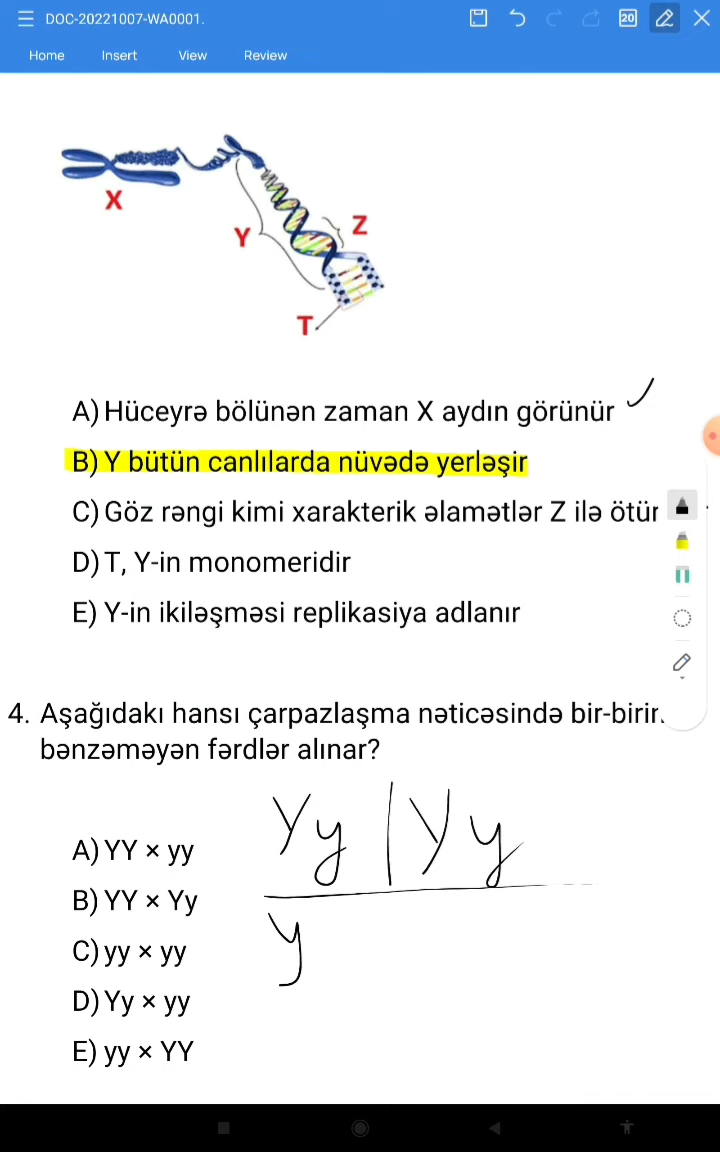 DOC-20221007-WA0001.
20
Home Insert View Review
X
Y
Z
T
A) Hüceyrə bölünən zaman X aydın görünür
B) Y bütün canlılarda nüvədə yerləşir
C) Göz rəngi kimi xarakterik əlamətlər Z ilə ötür
D) T, Y-in monomeridir
E) Y-in ikiləşməsi replikasiya adlanır
4. Aşağıdakı hansı çarpazlaşma nəticəsində bir-birin
bənzəməyən fərdlər alınar?
Yy | Yy
y
A) YY × yy
B) YY × Yy
C) yy × yy
D) Yy × yy
E) yy × YY